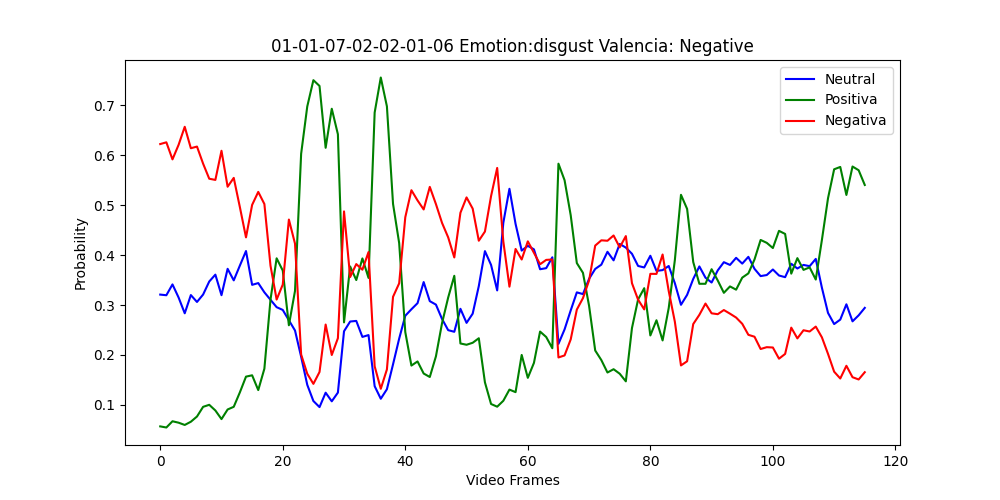 01-01-07-02-02-01-06 Emotion:disgust Valencia: Negative
Neutral
Positiva
Negativa
Probability
0.7
0.6
0.5
0.4
0.3
0.2
0.1
0 20 40 60 80 100 120
Video Frames